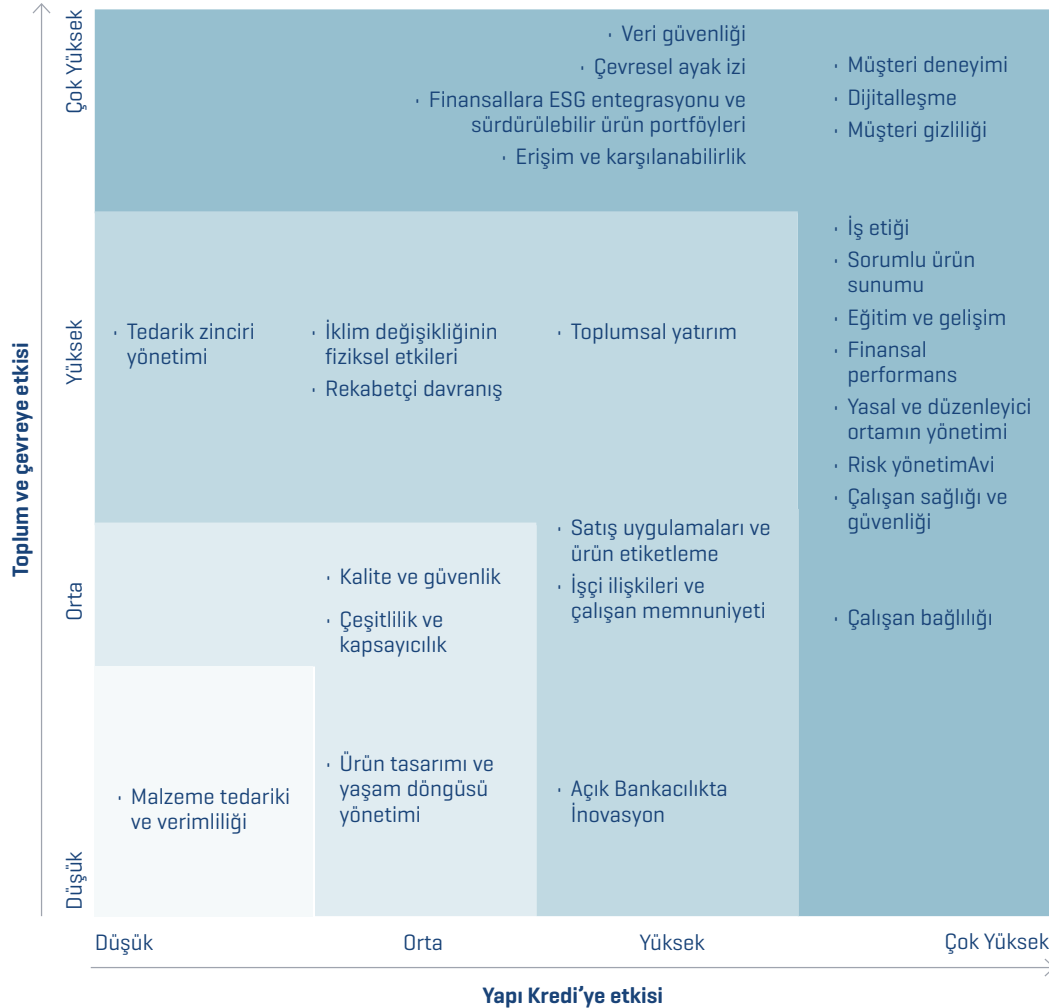 Toplum ve çevreye etkisi
Çok Yüksek
Yüksek
Orta
Düşük
· Veri güvenliği
· Çevresel ayak izi
· Finansallara ESG entegrasyonu ve
sürdürülebilir ürün portföyleri
· Erişim ve karşılanabilirlik
· Müşteri deneyimi
· Dijitalleşme
· Müşteri gizliliği
· Tedarik zinciri
yönetimi
· İklim değişikliğinin
fiziksel etkileri
· Rekabetçi davranış
· Toplumsal yatırım
· İş etiği
· Sorumlu ürün
sunumu
· Eğitim ve gelişim
· Finansal
performans
· Yasal ve düzenleyici
ortamın yönetimi
· Risk yönetimAvi
· Çalışan sağlığı ve
güvenliği
· Kalite ve güvenlik
· Çeşitlilik ve
kapsayıcılık
· Satış uygulamaları ve
ürün etiketleme
· İşçi ilişkileri ve
çalışan memnuniyeti
· Çalışan bağlılığı
· Malzeme tedariki
ve verimliliği
· Ürün tasarımı ve
yaşam döngüsü
yönetimi
· Açık Bankacılıkta
İnovasyon
Düşük
Orta
Yüksek
Çok Yüksek
Yapı Kredi’ye etkisi